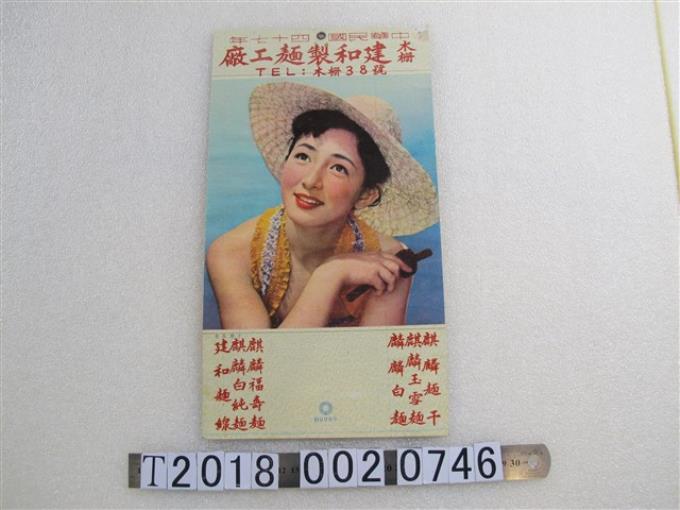 中華民國四十七年
木柵
建和製麵工廠
TEL:木柵38號
麒麟麵干
麒麟玉雪麵
麟麟白麵
麒麟福壽麵
麒麟白純麵
建和麵線
T2018 002 0746
30